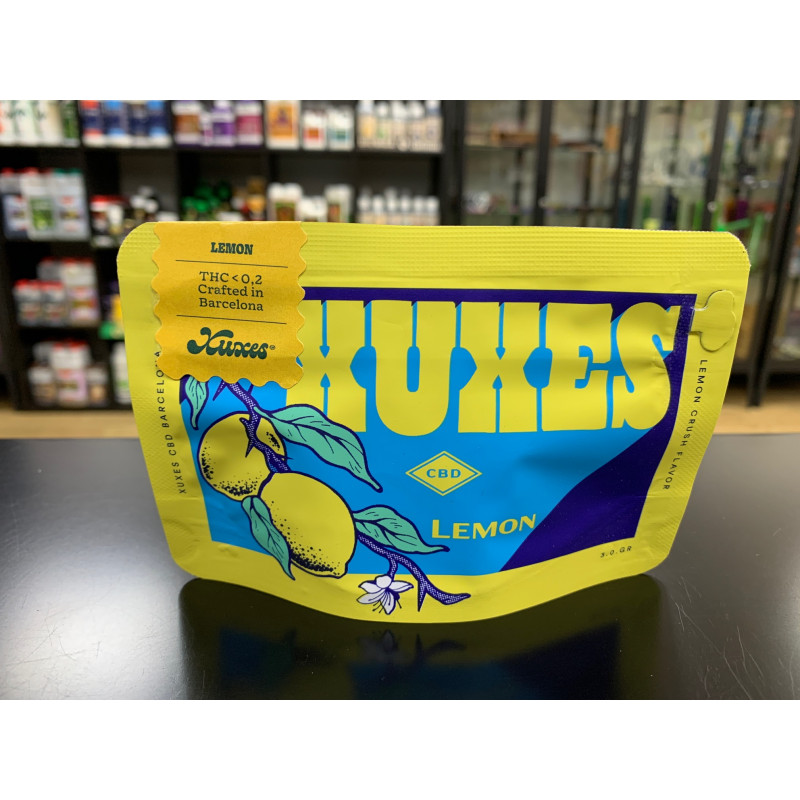 LEMON
THC < 0,2
Crafted in
Barcelona
Xuxes
XUXES
CBD
LEMON
XUXES CBD BARCELONA
LEMON CRUSH FLAVOR
3.0.GR